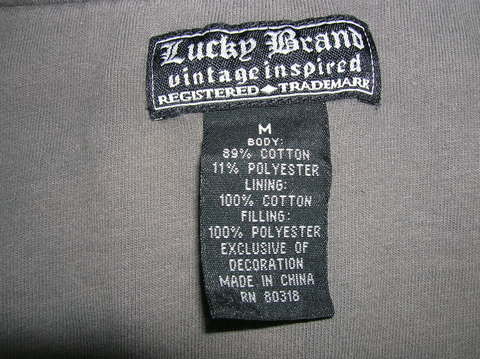 Lucky Brand
vintage inspired
REGISTERED ◆ TRADEMARK
M
BODY:
89% COTTON
11% POLYESTER
LINING:
100% COTTON
FILLING:
100% POLYESTER
EXCLUSIVE OF
DECORATION
MADE IN CHINA
RN 80318